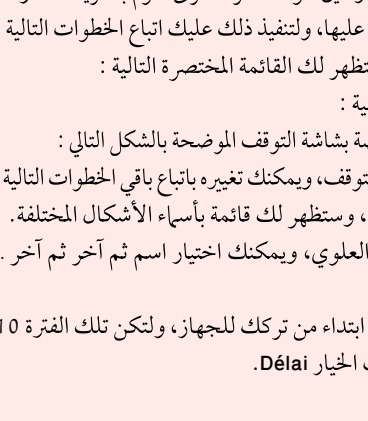 عليها، ولتنفيذ ذلك عليك اتباع الخطوات التالية
تظهر لك القائمة المختصرة التالية :
ية :
مة بشاشة التوقف الموضحة بالشكل التالي :
توقف، ويمكنك تغييره باتباع باقي الخطوات التالية
، وستظهر لك قائمة بأسماء الأشكال المختلفة.
العلوي، ويمكنك اختيار اسم ثم آخر ثم آخر .
ابتداء من تركك للجهاز، ولتكن تلك الفترة 10
الخيار Délai.